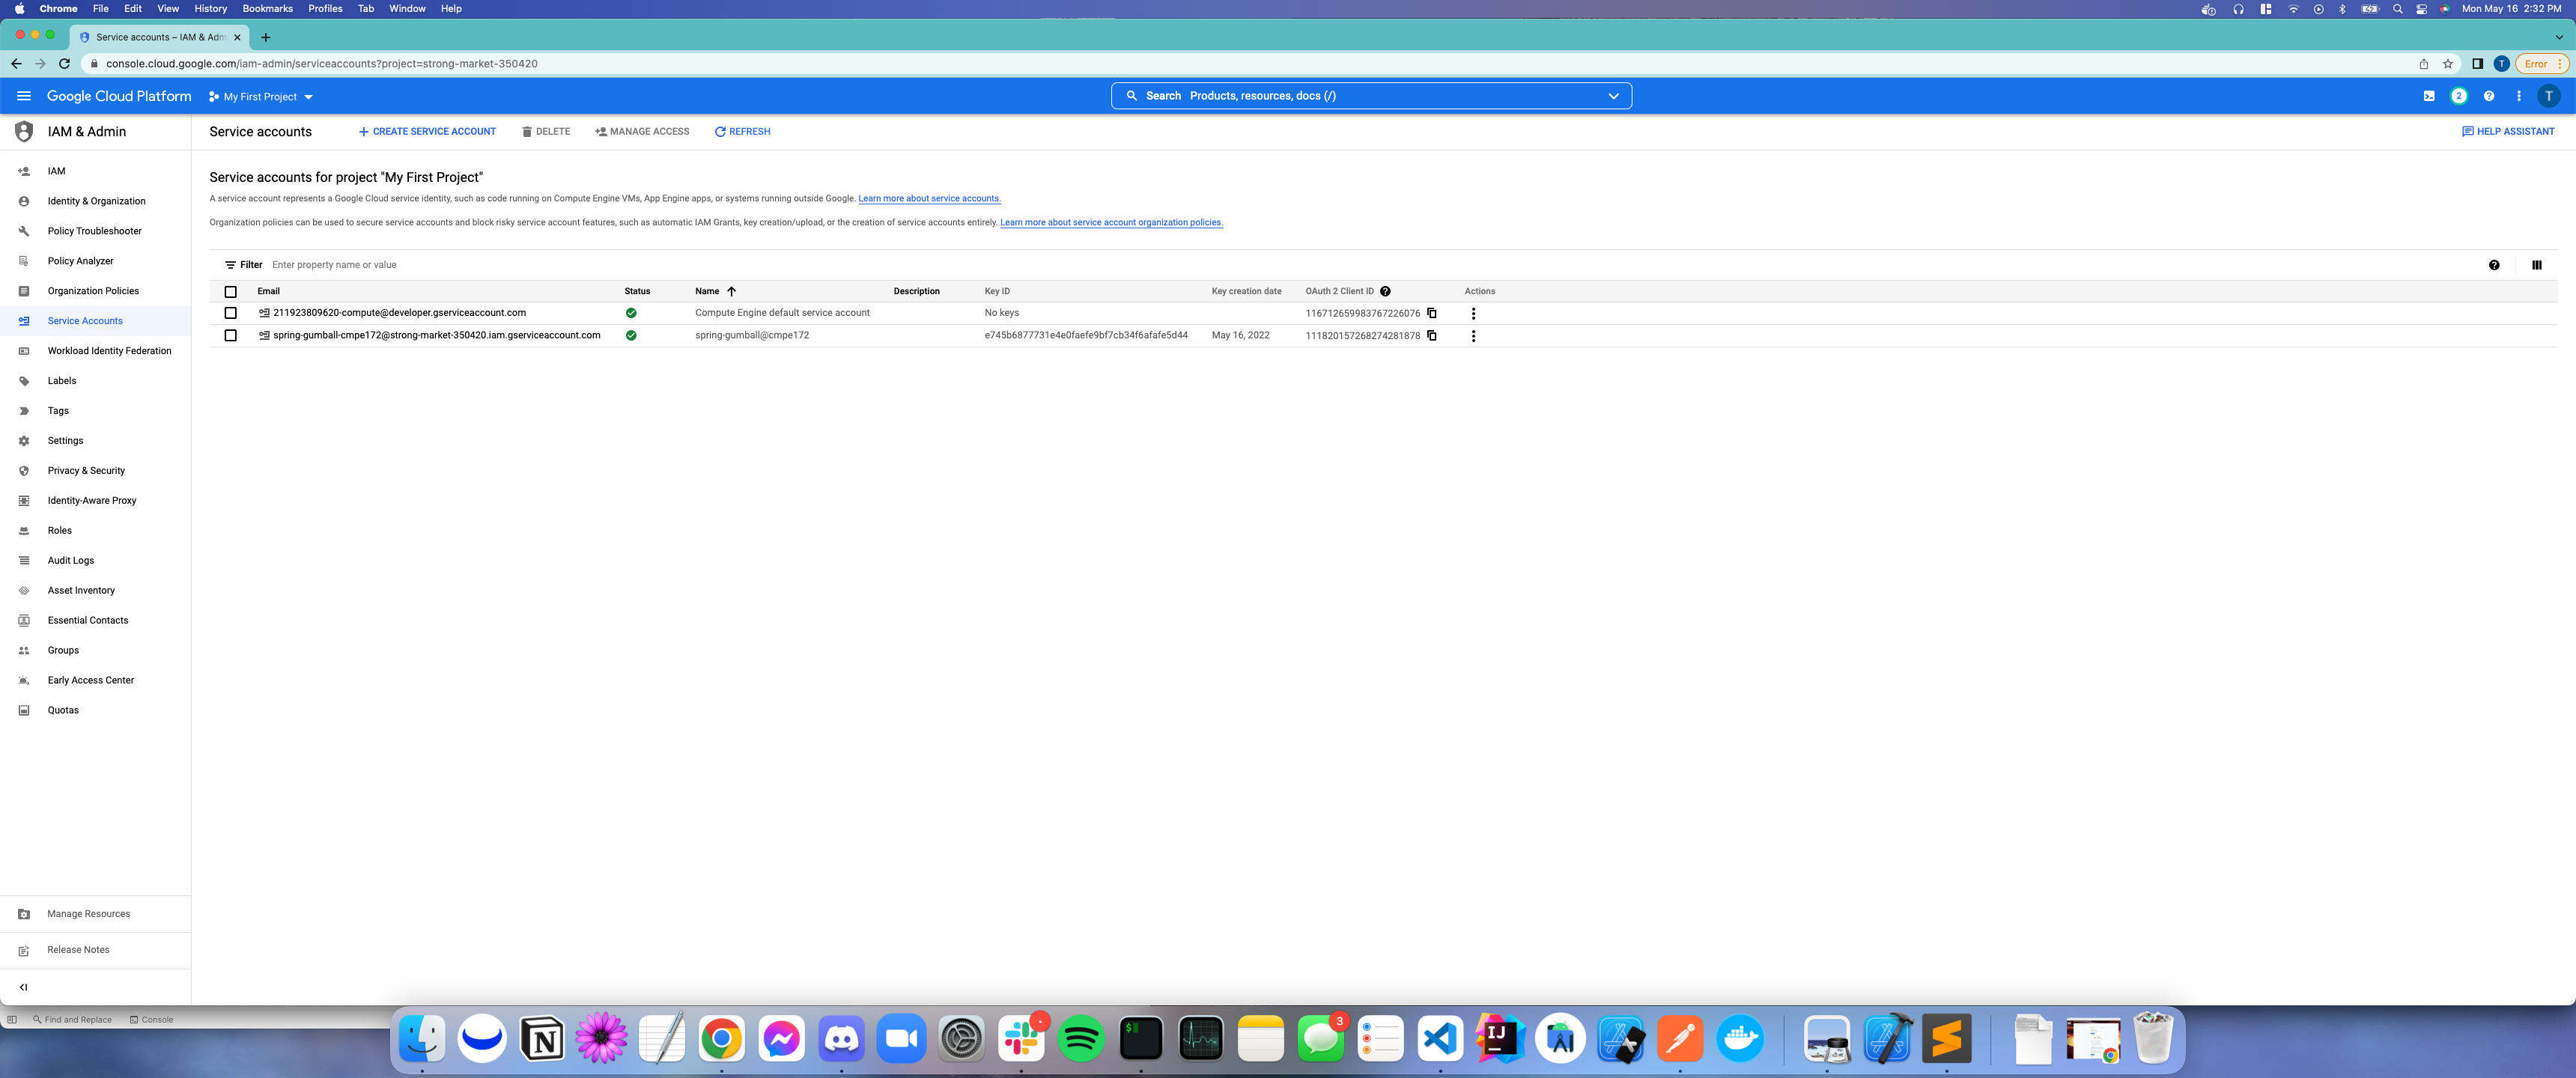 Chrome File Edit View History Bookmarks Profiles Tab Window Help Mon May 16 2:32 PM
Service accounts – IAM & Adm
console.cloud.google.com/iam-admin/serviceaccounts?project=strong-market-350420 T Error
Google Cloud Platform My First Project Search Products, resources, docs (/) 2 T
IAM & Admin
Service accounts CREATE SERVICE ACCOUNT DELETE MANAGE ACCESS REFRESH HELP ASSISTANT
IAM
Identity & Organization
Policy Troubleshooter
Policy Analyzer
Organization Policies
Service Accounts
Workload Identity Federation
Labels
Tags
Settings
Privacy & Security
Identity-Aware Proxy
Roles
Audit Logs
Asset Inventory
Essential Contacts
Groups
Early Access Center
Quotas
Manage Resources
Release Notes
Service accounts for project "My First Project"
A service account represents a Google Cloud service identity, such as code running on Compute Engine VMs, App Engine apps, or systems running outside Google. Learn more about service accounts.
Organization policies can be used to secure service accounts and block risky service account features, such as automatic IAM Grants, key creation/upload, or the creation of service accounts entirely. Learn more about service account organization policies.
Filter Enter property name or value
Email Status Name Description Key ID Key creation date OAuth 2 Client ID Actions
211923809620-compute@developer.gserviceaccount.com Compute Engine default service account No keys 116712659983767226076
spring-gumball-cmpe172@strong-market-350420.iam.gserviceaccount.com spring-gumball@cmpe172 e745b6877731e4e0faefe9bf7cb34f6afafe5d44 May 16, 2022 111820157268274281878
Find and Replace Console
3
IJ